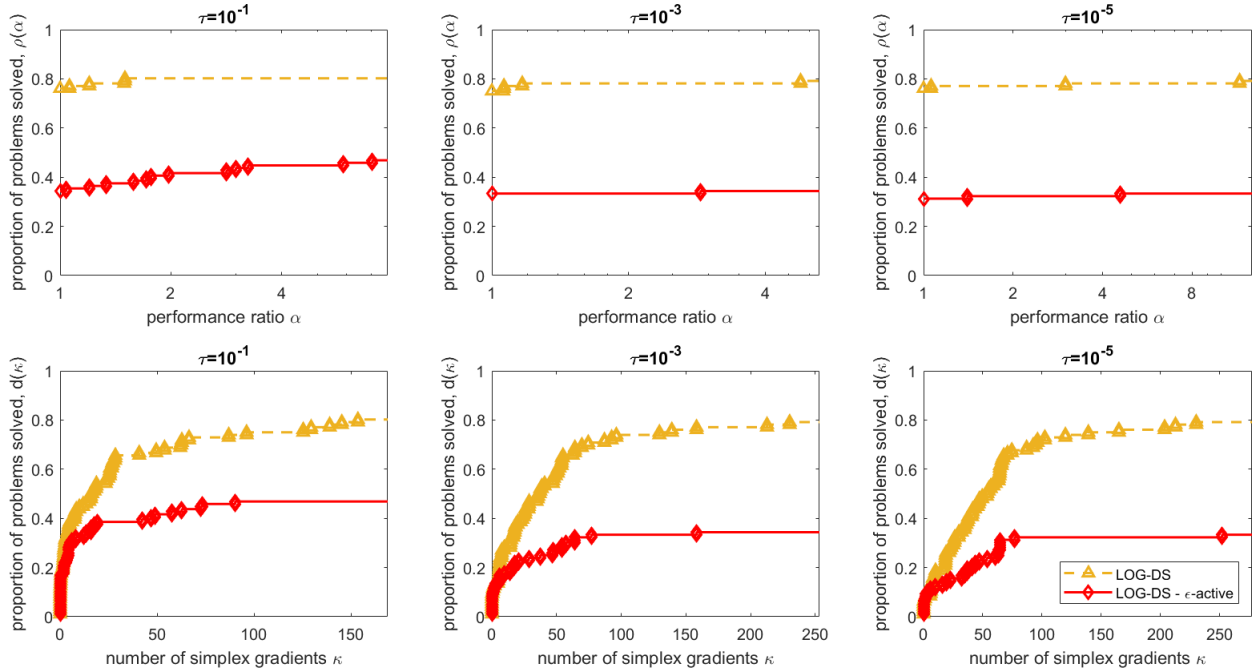 τ=10-1
proportion of problems solved, ρ(α)
1
0.8
0.6
0.4
0.2
0
1 2 4
performance ratio α
τ=10-3
proportion of problems solved, ρ(α)
1
0.8
0.6
0.4
0.2
0
1 2 4
performance ratio α
τ=10-5
proportion of problems solved, ρ(α)
1
0.8
0.6
0.4
0.2
0
1 2 4 8
performance ratio α
τ=10-1
proportion of problems solved, d(κ)
1
0.8
0.6
0.4
0.2
0
0 50 100 150
number of simplex gradients κ
τ=10-3
proportion of problems solved, d(κ)
1
0.8
0.6
0.4
0.2
0
0 50 100 150 200 250
number of simplex gradients κ
τ=10-5
proportion of problems solved, d(κ)
1
0.8
0.6
0.4
0.2
0
0 50 100 150 200 250
number of simplex gradients κ
LOG-DS
LOG-DS - ϵ-active